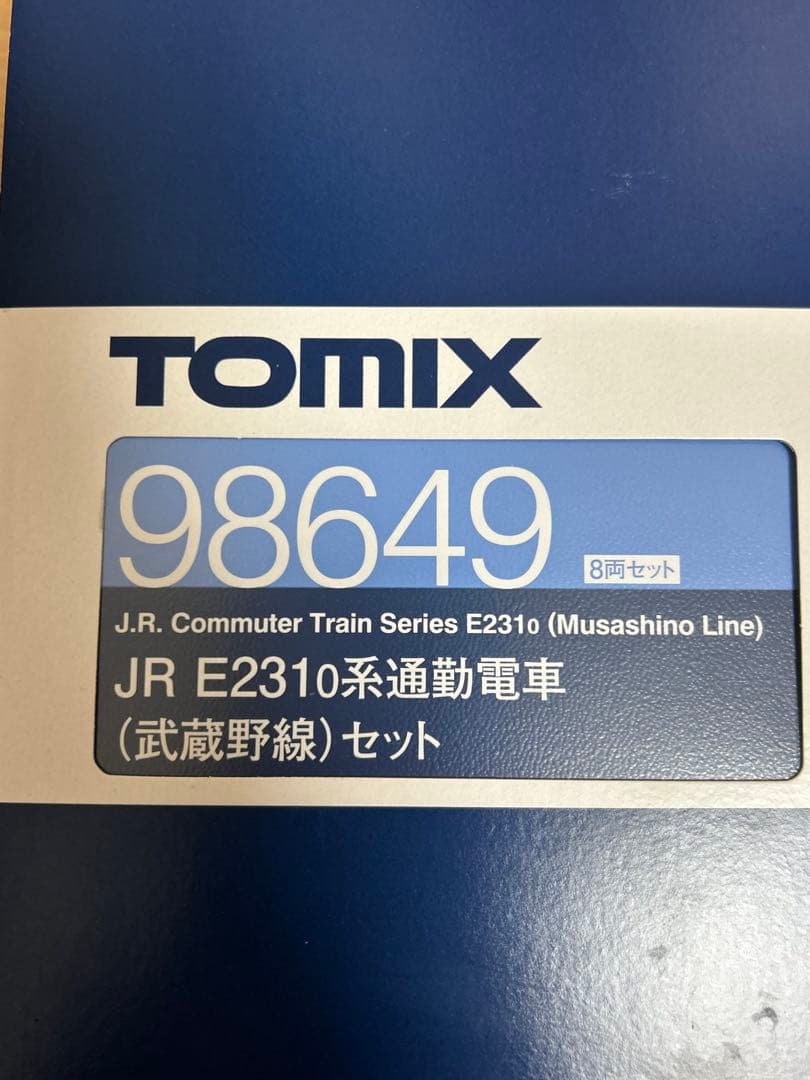 TOMIX
98649 8両セット
J.R. Commuter Train Series E2310 (Musashino Line)
JR E2310系通勤電車
(武蔵野線)セット